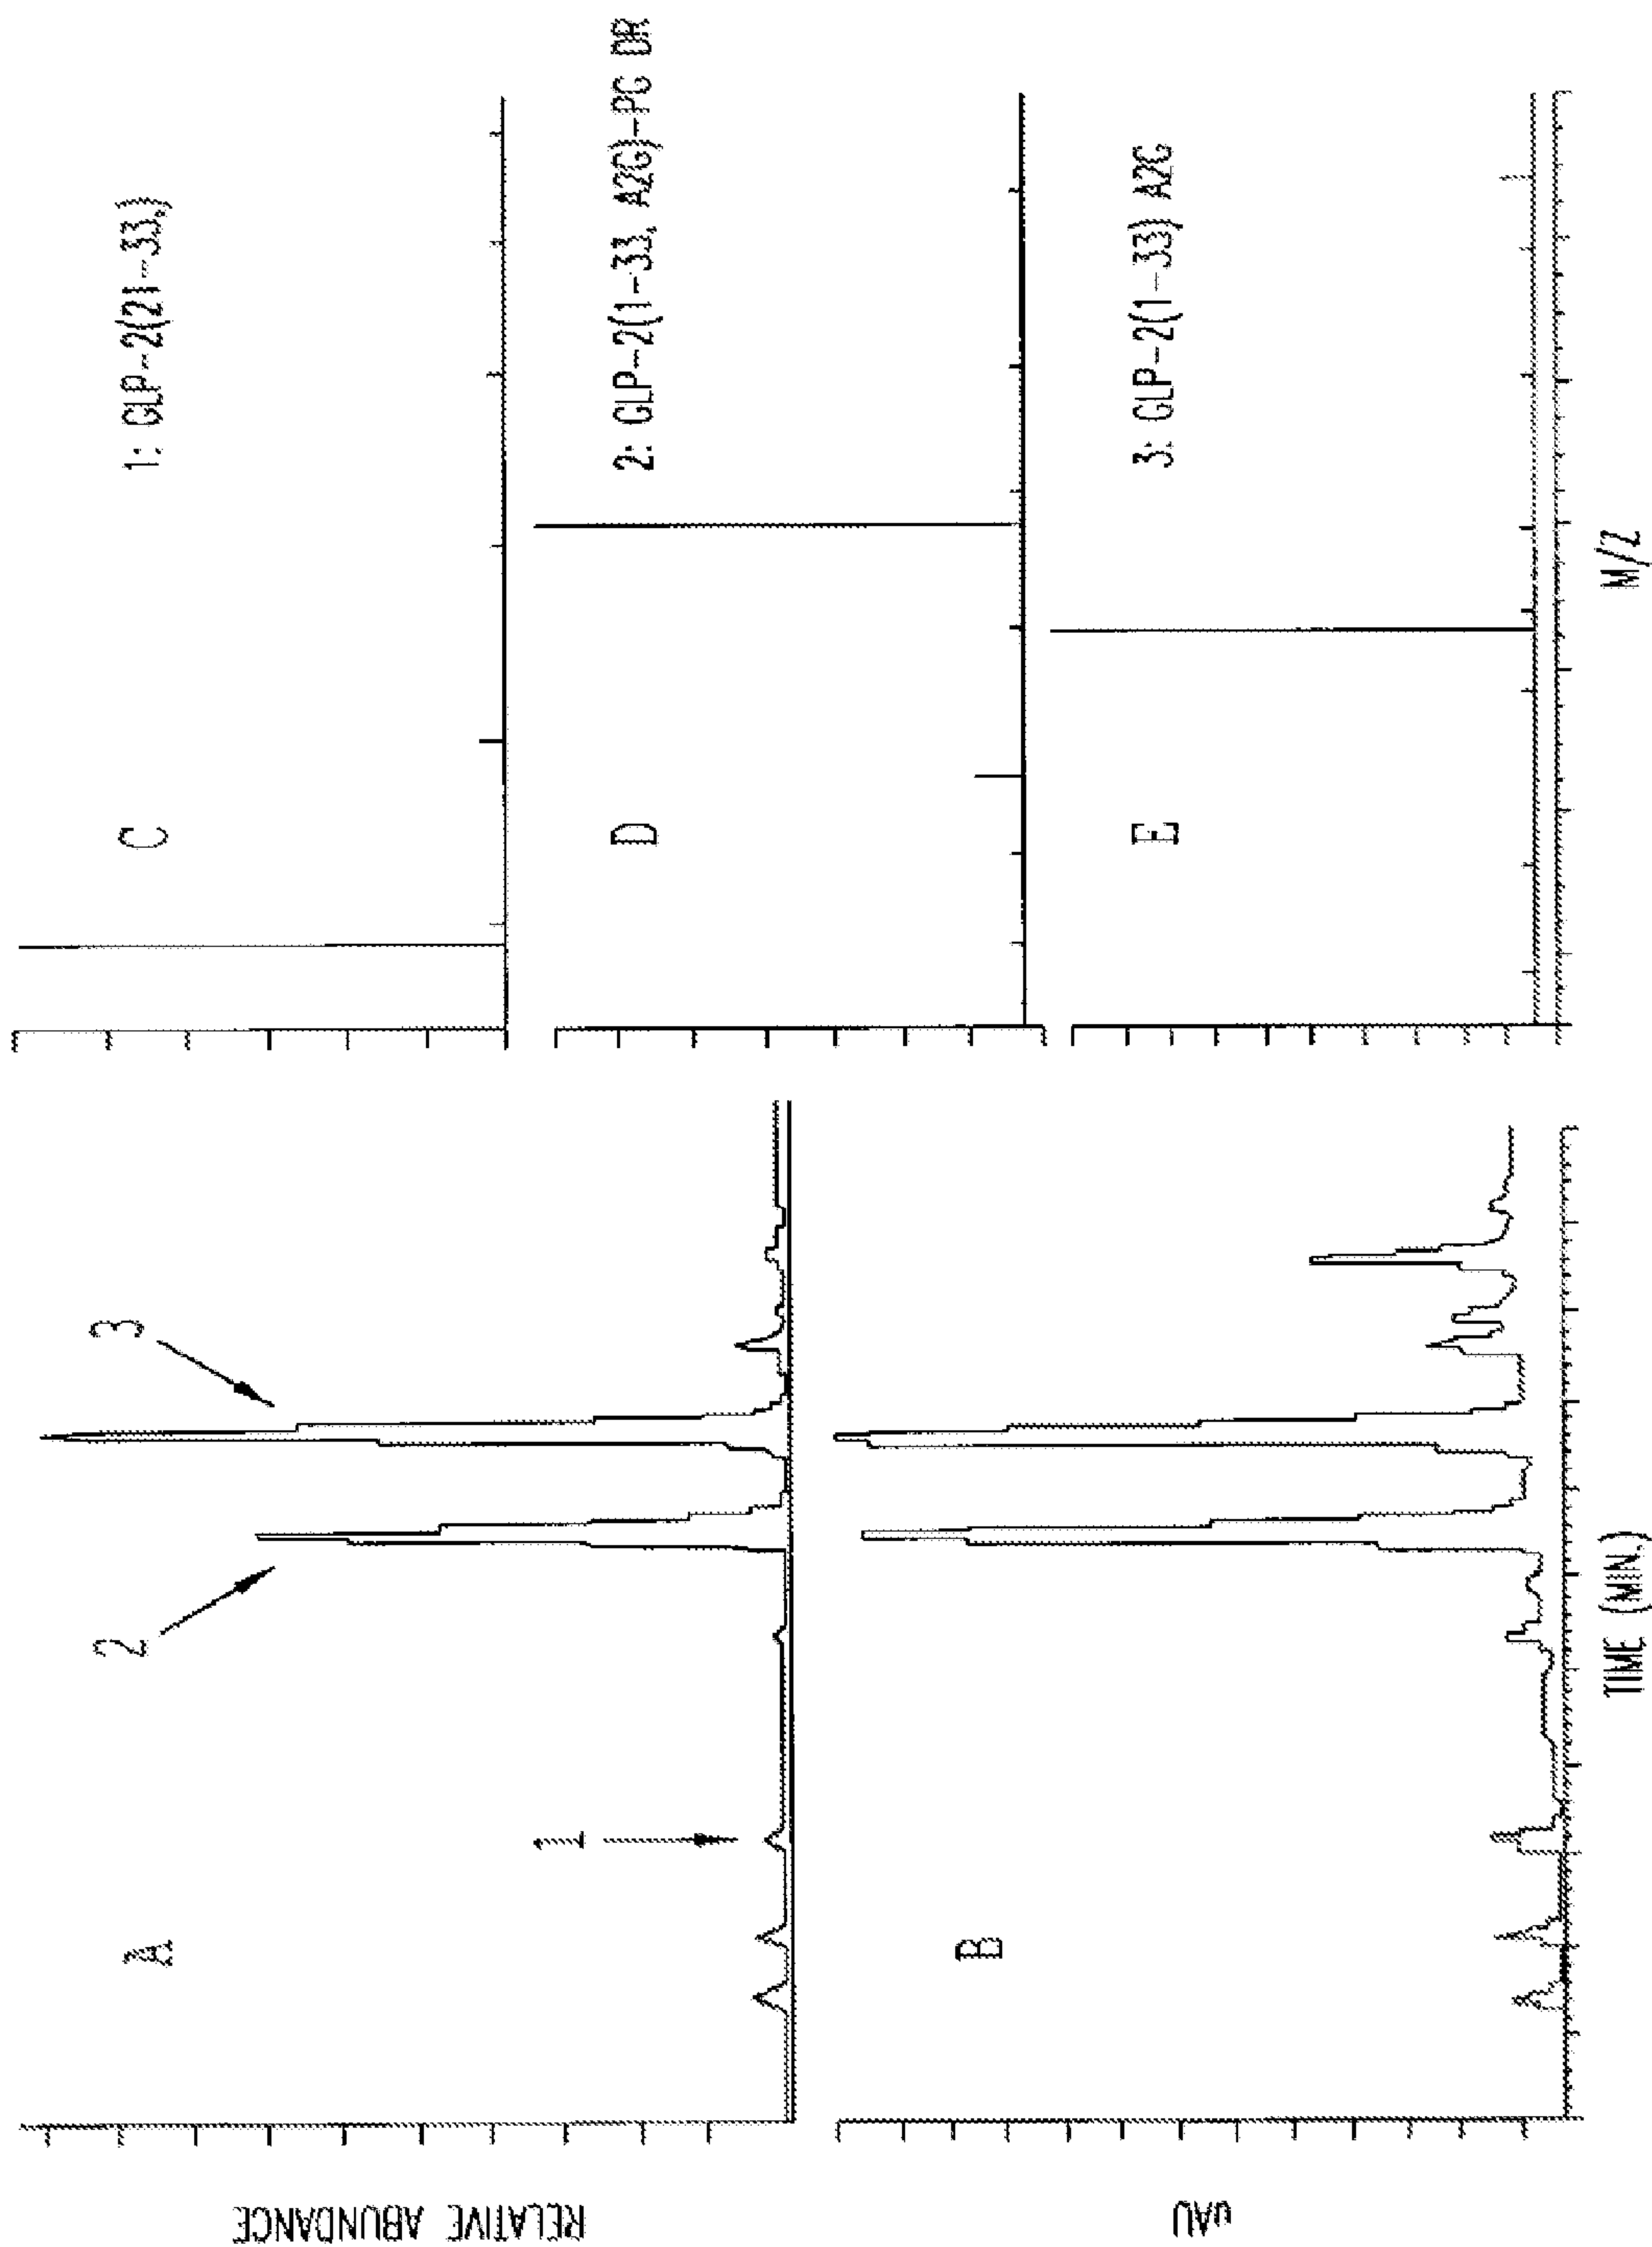 A
2
3
1
RELATIVE ABUNDANCE
B
uAU
TIME (MIN.)
C
1: GLP-2(21-33,)
D
2: GLP-2(1-33, A2G)-PG DR
E
3: GLP-2(1-33) A2G
M/Z